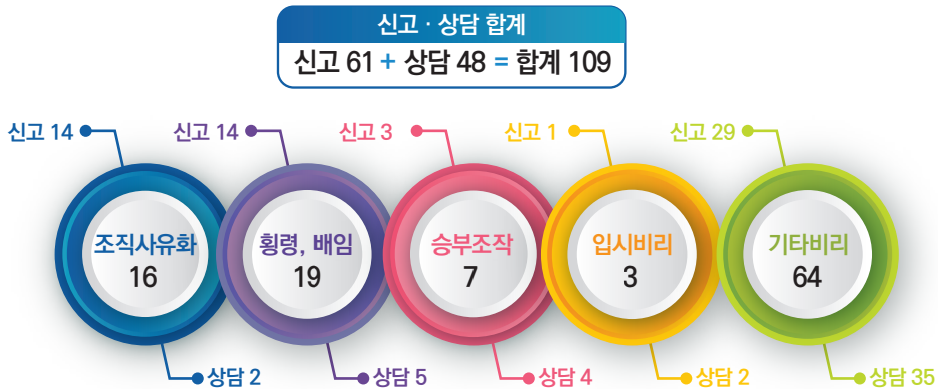 신고 · 상담 합계
신고 61 + 상담 48 = 합계 109
신고 14
신고 14
신고 3
신고 1
신고 29
조직사유화
16
횡령, 배임
19
승부조작
7
입시비리
3
기타비리
64
상담 2
상담 5
상담 4
상담 2
상담 35